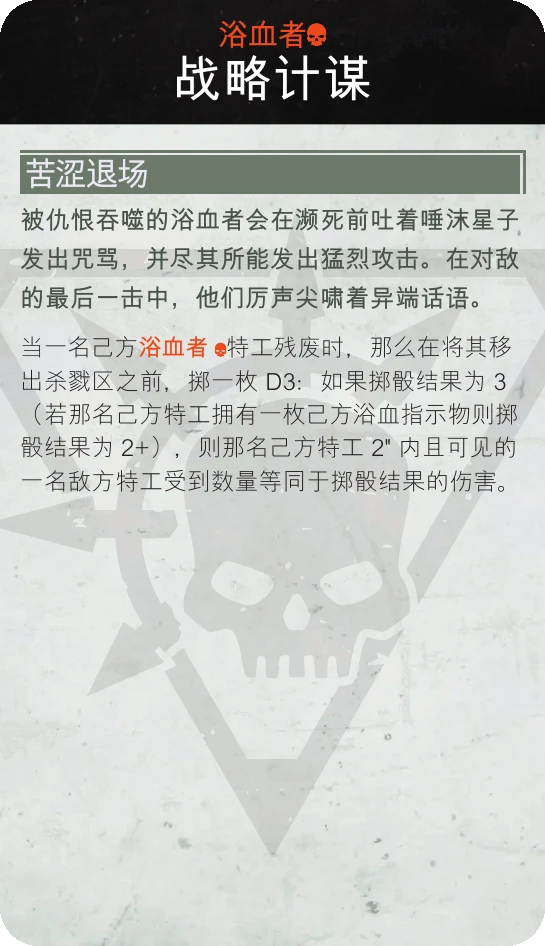 浴血者
战略计谋
苦涩退场
被仇恨吞噬的浴血者会在濒死前吐着唾沫星子
发出咒骂，并尽其所能发出猛烈攻击。在对敌
的最后一击中，他们厉声尖啸着异端话语。
当一名己方浴血者特工残废时，那么在将其移
出杀戮区之前，掷一枚 D3：如果掷骰结果为 3
（若那名己方特工拥有一枚己方浴血指示物则掷
骰结果为 2+），则那名己方特工 2" 内且可见的
一名敌方特工受到数量等同于掷骰结果的伤害。